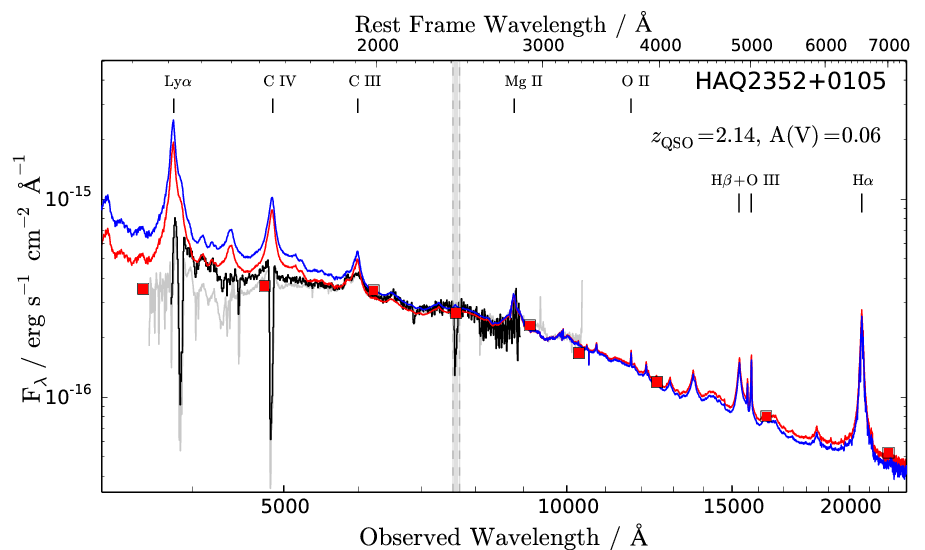 Rest Frame Wavelength / Å
2000 3000 4000 5000 6000 7000
Lyα C IV C III Mg II O II HAQ2352+0105
z_QSO=2.14, A(V)=0.06
Hβ+O III Hα
10^-15
10^-16
F_λ / erg s^−1 cm^−2 Å^−1
5000 10000 15000 20000
Observed Wavelength / Å